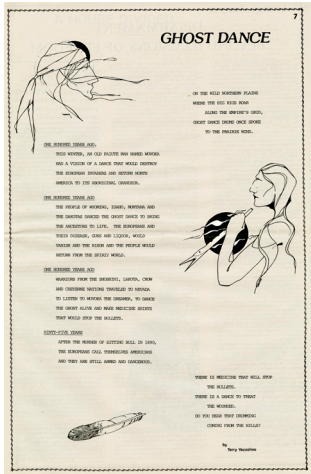 7
GHOST DANCE
ON THE WILD NORTHERN PLAINS
WHERE THE BIG RIGS ROAR
ALONG THE EMPIRE'S GRID,
GHOST DANCE DRUMS ONCE SPOKE
TO THE PRAIRIE WIND.
ONE HUNDRED YEARS AGO,
THIS WINTER, AN OLD PAIUTE MAN NAMED WOVOKA
HAS A VISION OF A DANCE THAT WOULD DESTROY
THE EUROPEAN INVADERS AND RETURN NORTH
AMERICA TO ITS ABORIGINAL GRANDEUR.
ONE HUNDRED YEARS AGO
THE PEOPLE OF WYOMING, IDAHO, MONTANA AND
THE DAKOTAS DANCED THE GHOST DANCE TO BRING
THE ANCESTORS TO LIFE. THE EUROPEANS AND
THEIR DISEASE, GUNS AND LIQUOR, WOULD
VANISH AND THE BISON AND THE PEOPLE WOULD
RETURN FROM THE SPIRIT WORLD.
ONE HUNDRED YEARS AGO
WARRIORS FROM THE SHOSHONI, LAKOTA, CROW
AND CHEYENNE NATIONS TRAVELED TO NEVADA
TO LISTEN TO WOVOKA THE DREAMER, TO DANCE
THE GHOST ALIVE AND MAKE MEDICINE SHIRTS
THAT WOULD STOP THE BULLETS.
NINTY-FIVE YEARS
AFTER THE MURDER OF SITTING BULL IN 1890,
THE EUROPEANS CALL THEMSELVES AMERICANS
AND THEY ARE STILL ARMED AND DANGEROUS.
THERE IS MEDICINE THAT WILL STOP
THE BULLETS.
THERE IS A DANCE TO TREAT
THE WOUNDED.
DO YOU HEAR THAT DRUMMING
COMING FROM THE HILLS?
by
Terry